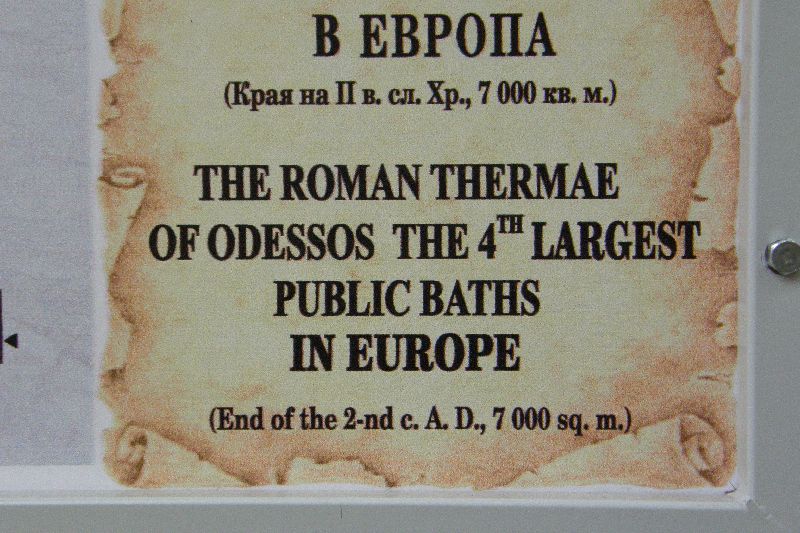 В ЕВРОПА
(Края на II в. сл. Хр., 7 000 кв. м.)
THE ROMAN THERMAE
OF ODESSOS THE 4TH LARGEST
PUBLIC BATHS
IN EUROPE
(End of the 2-nd c. A. D., 7 000 sq. m.)